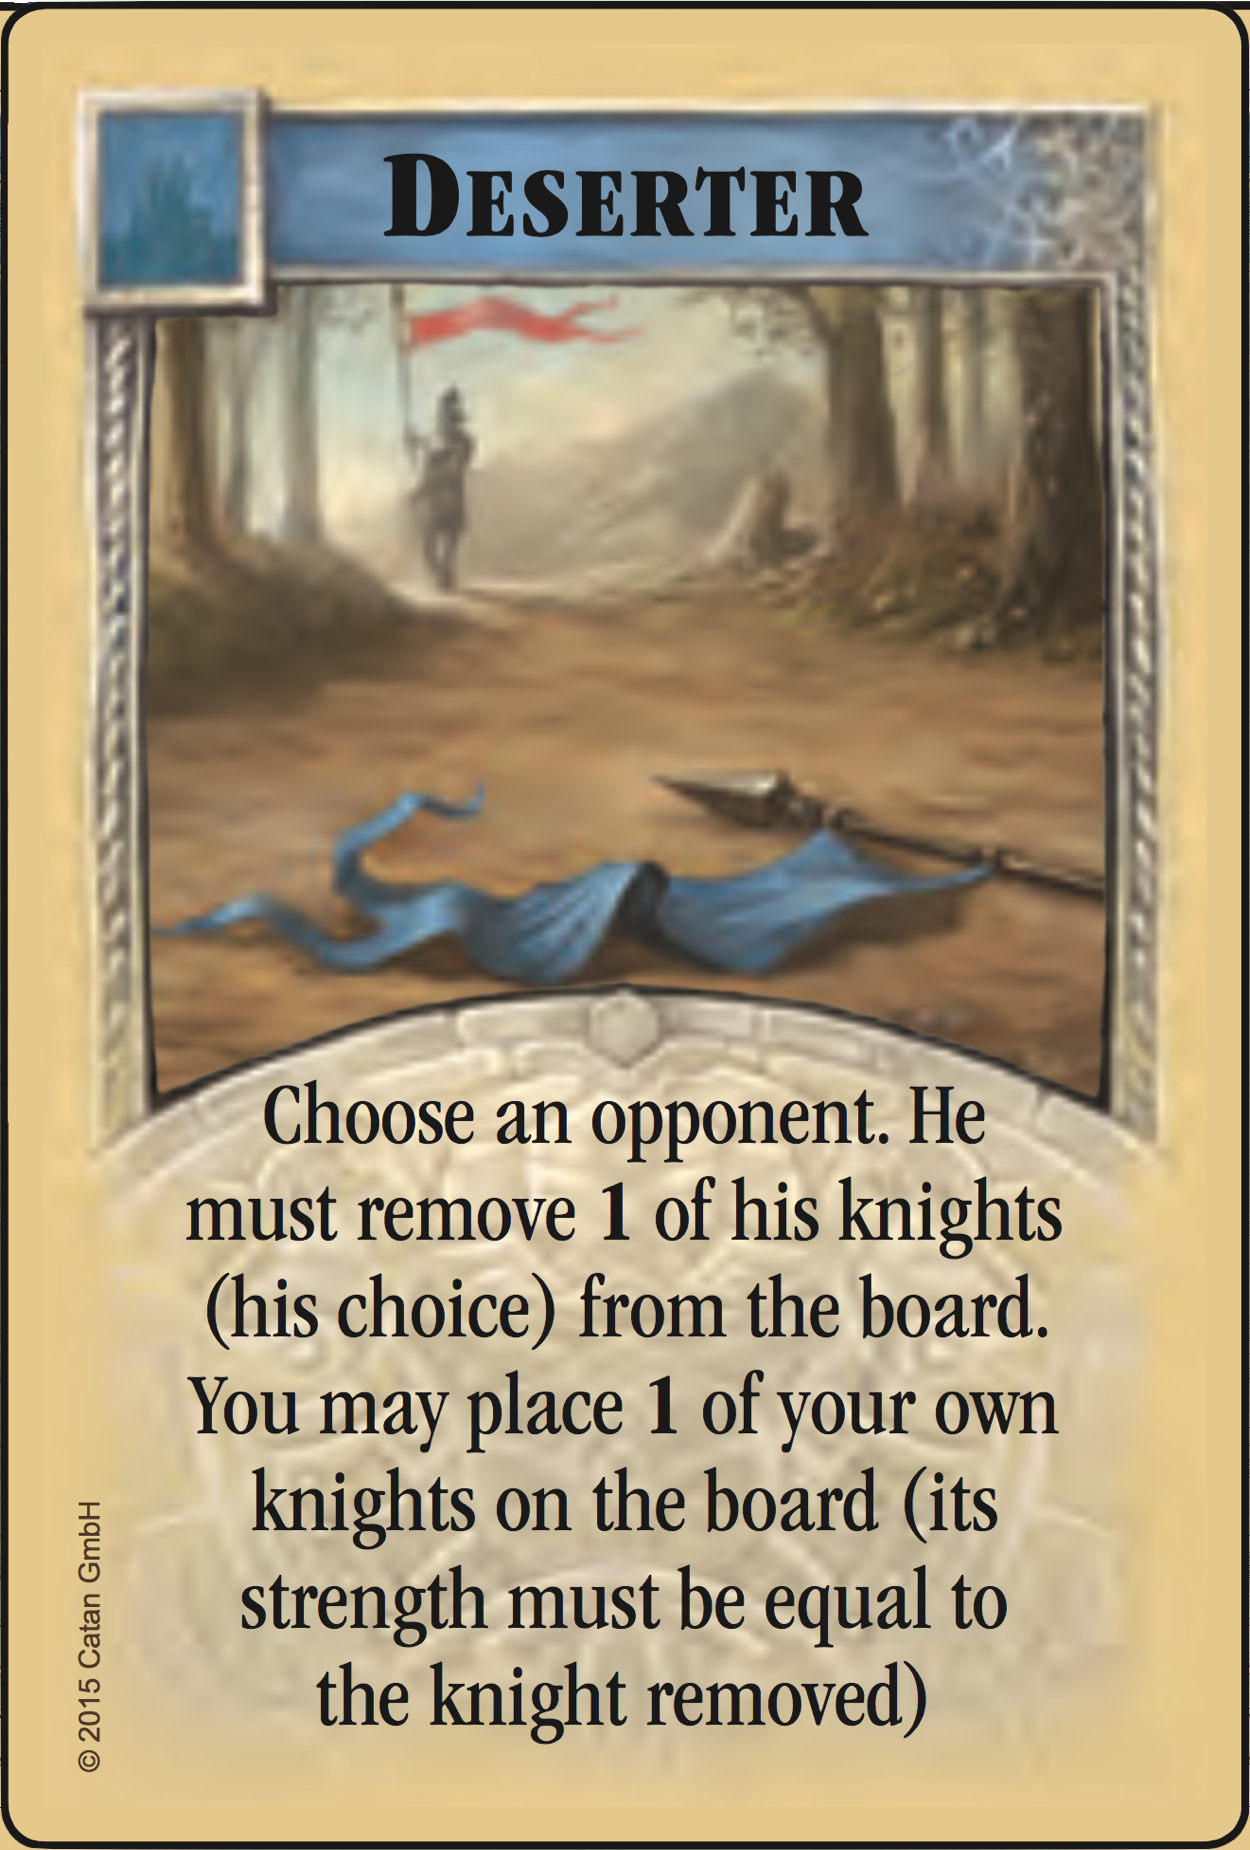 DESERTER
Choose an opponent. He
must remove 1 of his knights
(his choice) from the board.
You may place 1 of your own
knights on the board (its
strength must be equal to
the knight removed)
© 2015 Catan GmbH